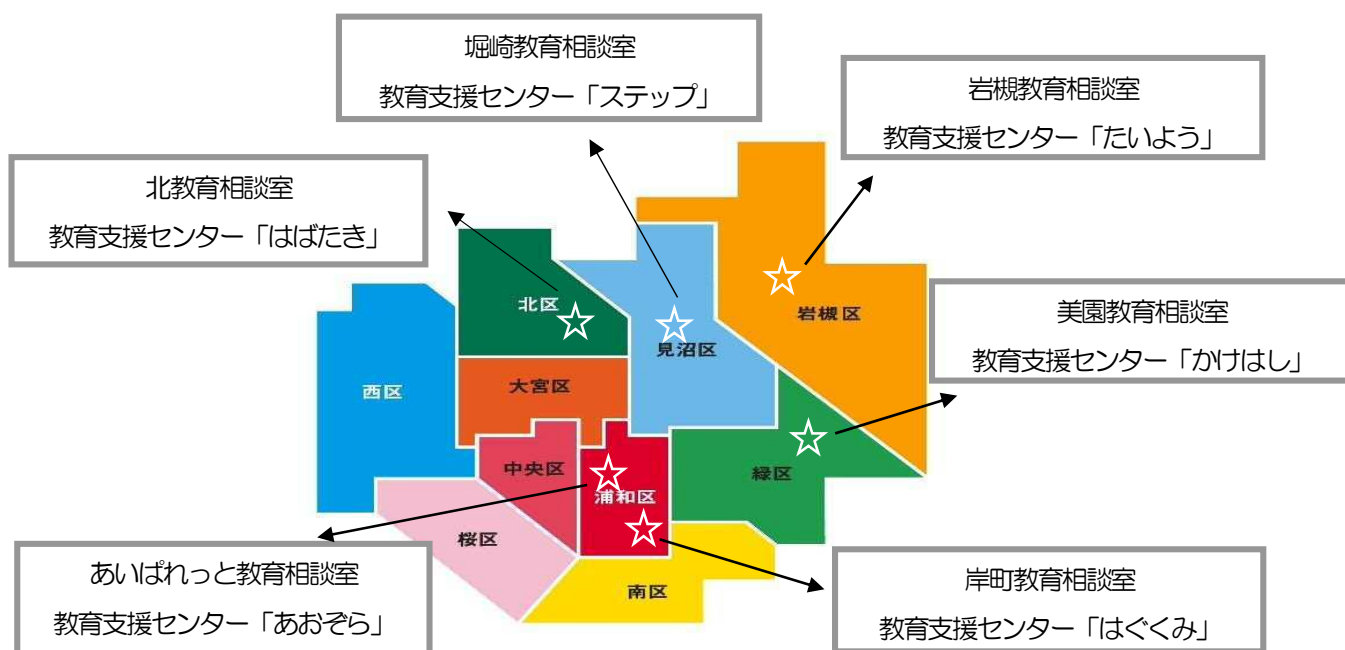 堀崎教育相談室
教育支援センター「ステップ」
岩槻教育相談室
教育支援センター「たいよう」
北教育相談室
教育支援センター「はばたき」
美園教育相談室
教育支援センター「かけはし」
北区
見沼区
岩槻区
西区
大宮区
中央区
浦和区
緑区
桜区
南区
あいぱれっと教育相談室
教育支援センター「あおぞら」
岸町教育相談室
教育支援センター「はぐくみ」